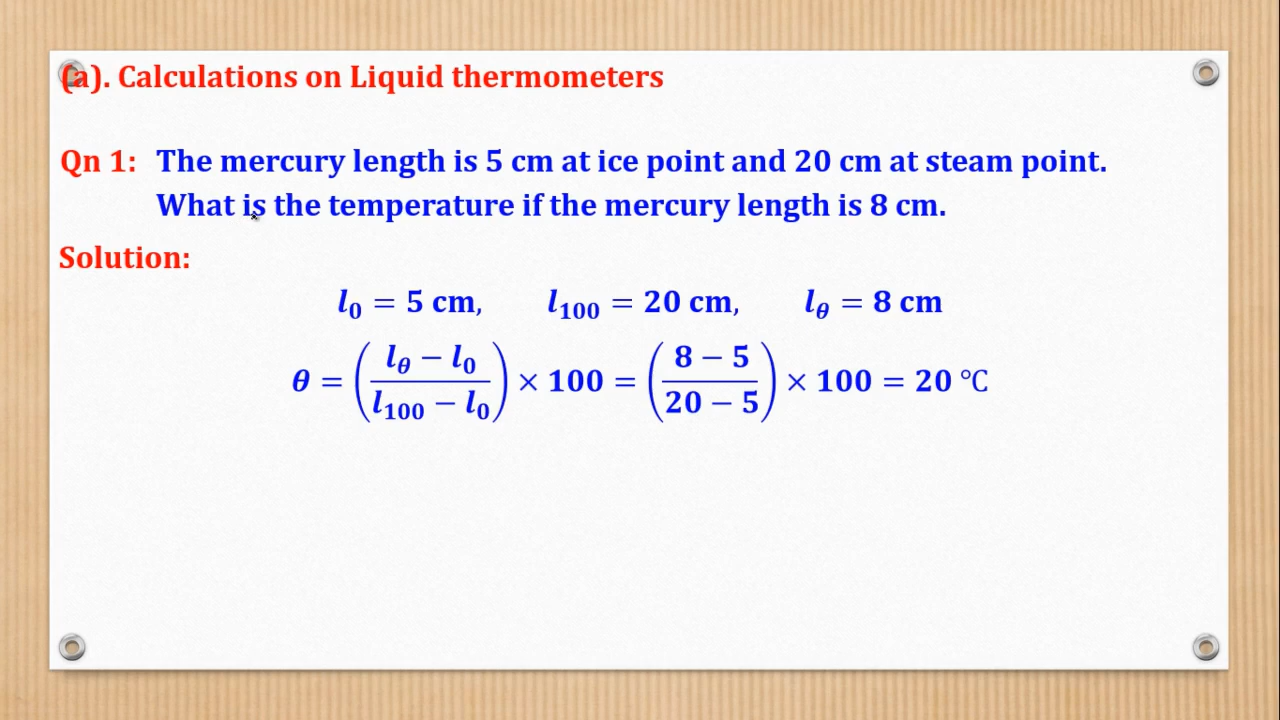 (a). Calculations on Liquid thermometers
Qn 1: The mercury length is 5 cm at ice point and 20 cm at steam point.
What is the temperature if the mercury length is 8 cm.
Solution:
l₀ = 5 cm, l₁₀₀ = 20 cm, l_θ = 8 cm
θ = ((l_θ − l₀)/(l₁₀₀ − l₀)) × 100 = ((8 − 5)/(20 − 5)) × 100 = 20 ℃